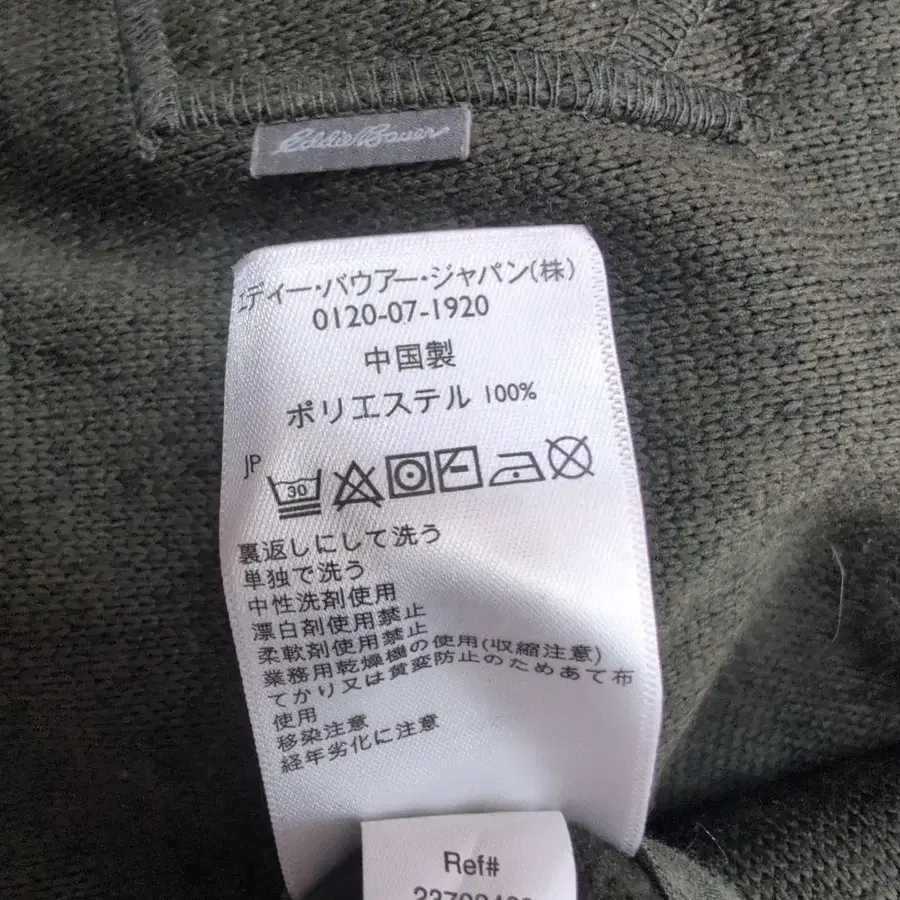 Eddie Bauer
エディー・バウアー・ジャパン(株)
0120-07-1920
中国製
ポリエステル 100%
JP
30
裏返しにして洗う
単独で洗う
中性洗剤使用
漂白剤使用禁止
柔軟剤使用禁止
業務用乾燥機の使用(収縮注意)
てかり又は質変防止のためあて布
使用
移染注意
経年劣化に注意
Ref#